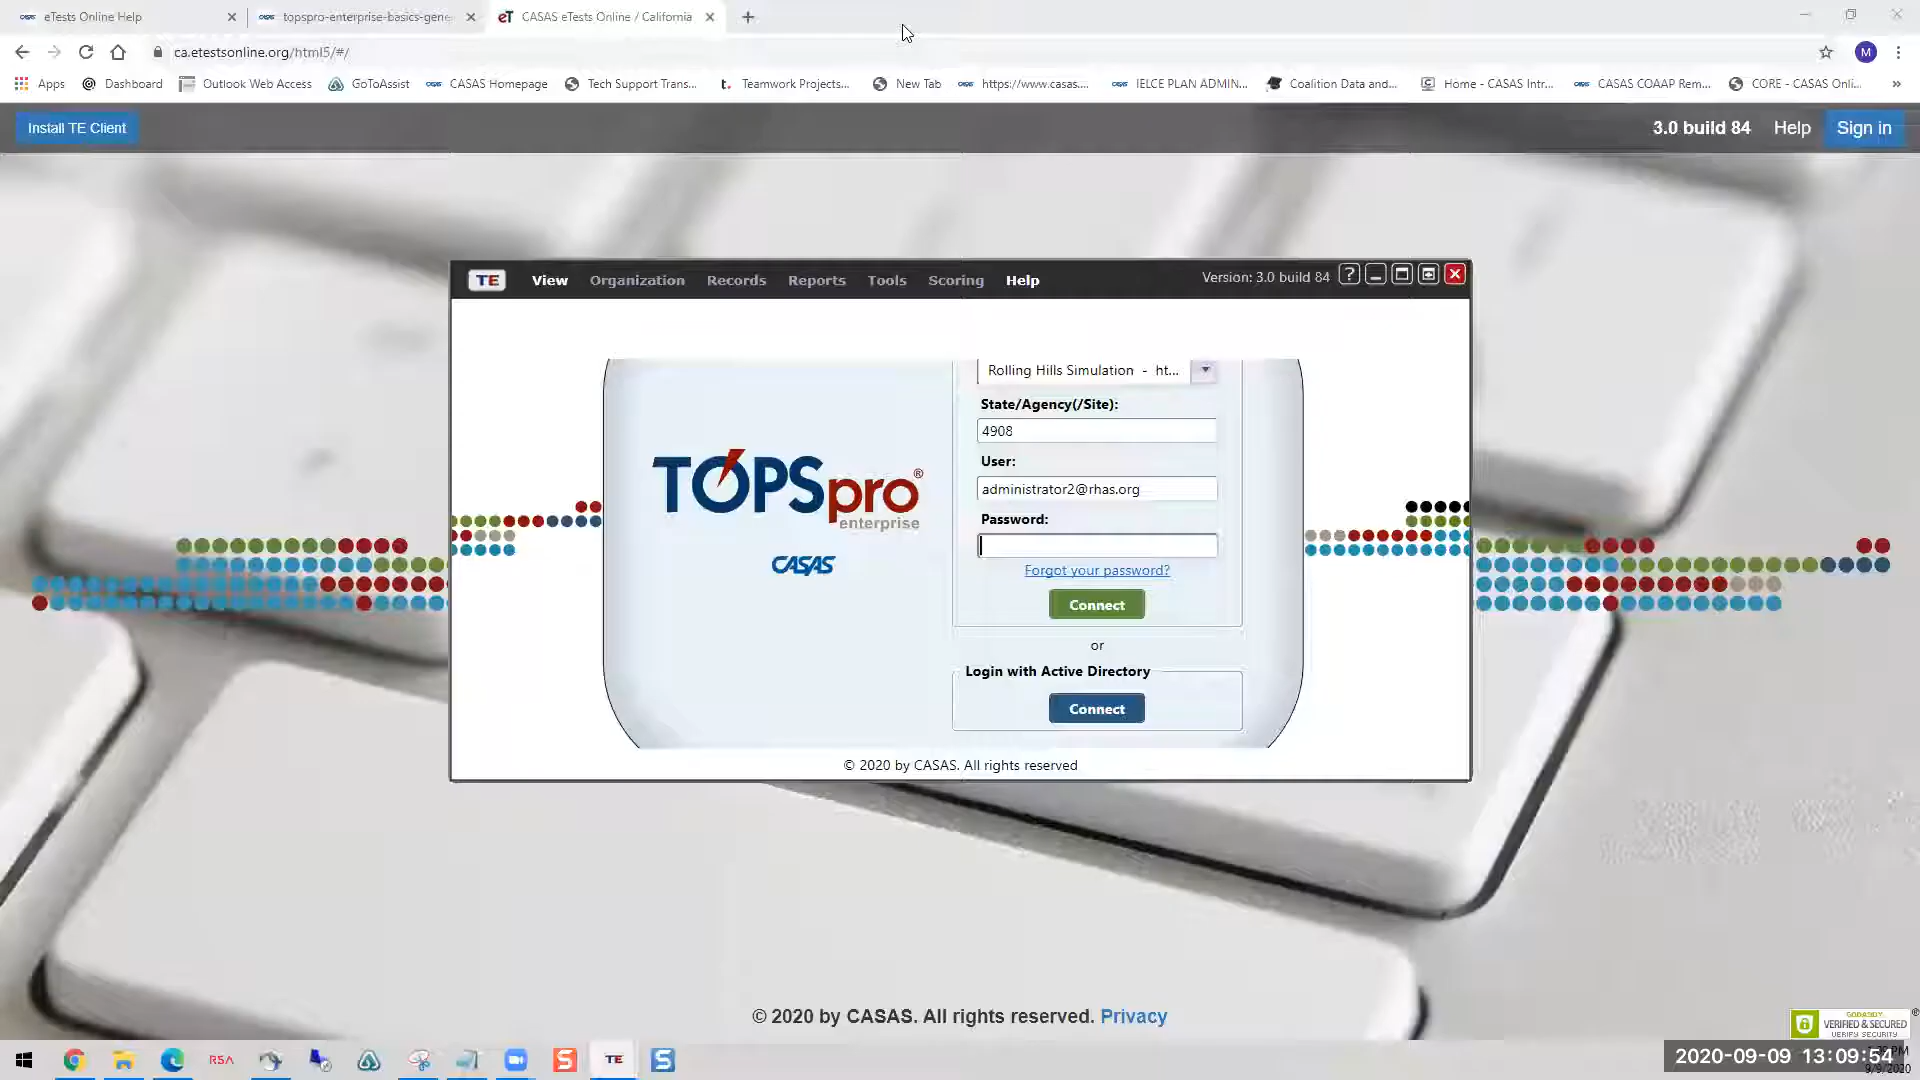 eTests Online Help
topspro-enterprise-basics-gene
CASAS eTests Online / California
ca.etestsonline.org/html5/#/
M
Apps
Dashboard
Outlook Web Access
GoToAssist
CASAS Homepage
Tech Support Trans...
Teamwork Projects...
New Tab
https://www.casas....
IELCE PLAN ADMIN...
Coalition Data and...
Home - CASAS Intr...
CASAS COAAP Rem...
CORE - CASAS Onli...
»
Install TE Client
3.0 build 84
Help
Sign in
TE
View
Organization
Records
Reports
Tools
Scoring
Help
Version: 3.0 build 84
?
Rolling Hills Simulation - ht...
State/Agency(/Site):
4908
User:
administrator2@rhas.org
Password:
Forgot your password?
Connect
or
Login with Active Directory
Connect
TOPSpro®
enterprise
CASAS
© 2020 by CASAS. All rights reserved
© 2020 by CASAS. All rights reserved. Privacy
GODADDY
VERIFIED & SECURED
VERIFY SECURITY
RSA
TE
2020-09-09 13:09:54
9/9/2020